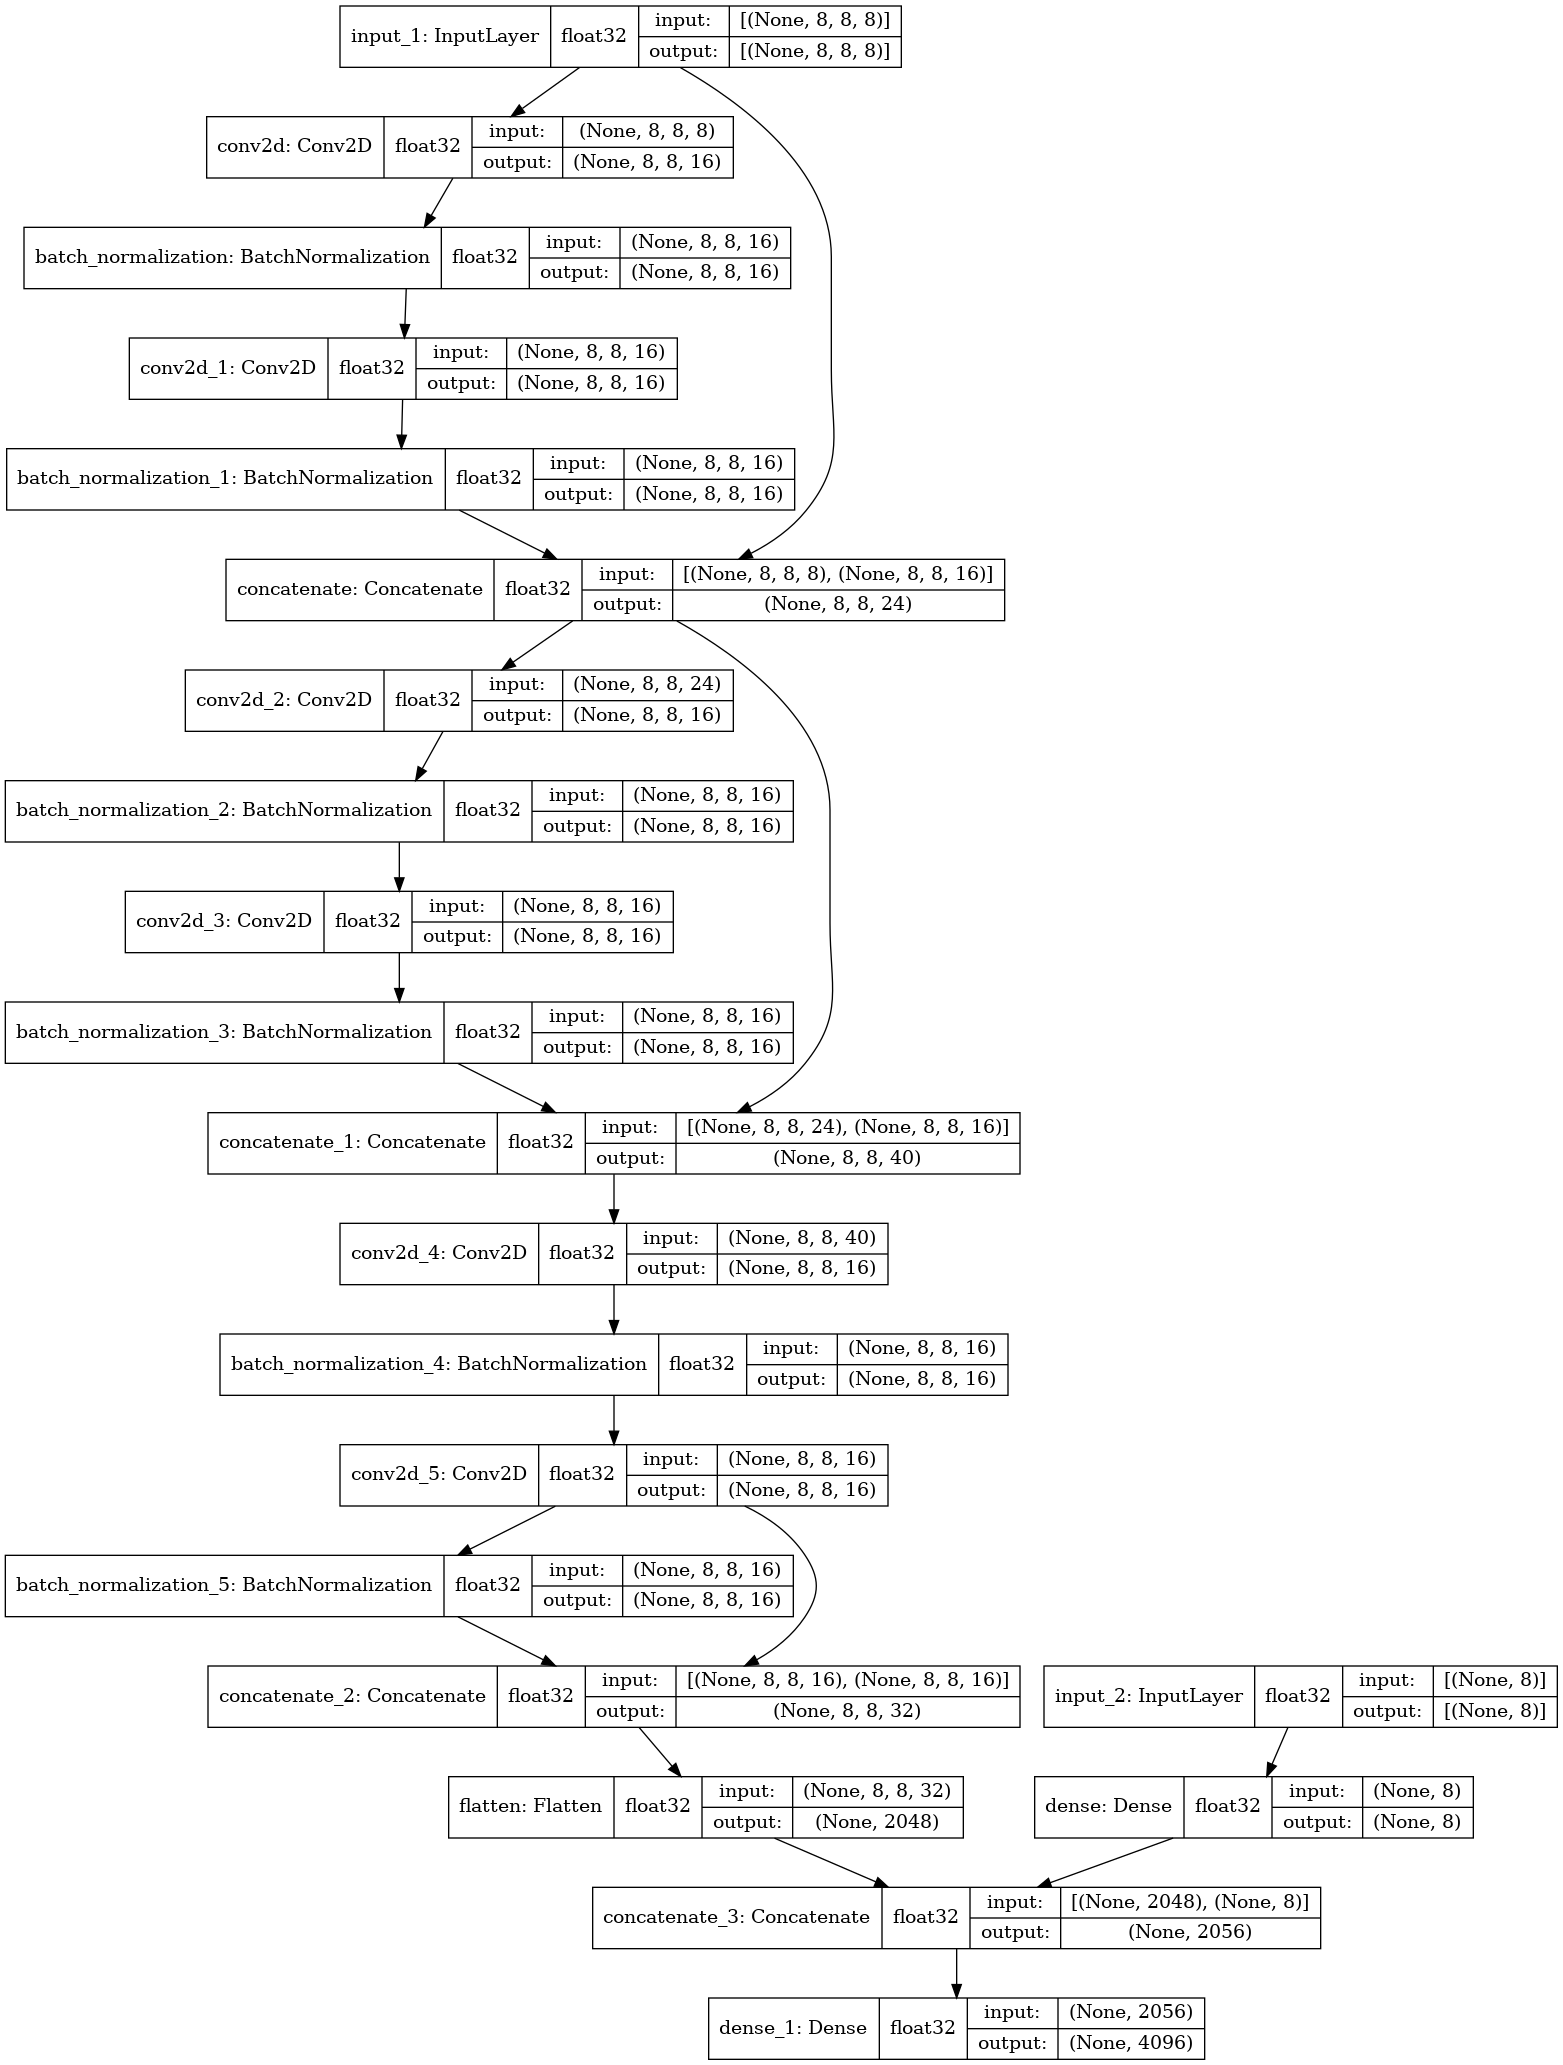 input_1: InputLayer float32 input: [(None, 8, 8, 8)]
output: [(None, 8, 8, 8)]
conv2d: Conv2D float32 input: (None, 8, 8, 8)
output: (None, 8, 8, 16)
batch_normalization: BatchNormalization float32 input: (None, 8, 8, 16)
output: (None, 8, 8, 16)
conv2d_1: Conv2D float32 input: (None, 8, 8, 16)
output: (None, 8, 8, 16)
batch_normalization_1: BatchNormalization float32 input: (None, 8, 8, 16)
output: (None, 8, 8, 16)
concatenate: Concatenate float32 input: [(None, 8, 8, 8), (None, 8, 8, 16)]
output: (None, 8, 8, 24)
conv2d_2: Conv2D float32 input: (None, 8, 8, 24)
output: (None, 8, 8, 16)
batch_normalization_2: BatchNormalization float32 input: (None, 8, 8, 16)
output: (None, 8, 8, 16)
conv2d_3: Conv2D float32 input: (None, 8, 8, 16)
output: (None, 8, 8, 16)
batch_normalization_3: BatchNormalization float32 input: (None, 8, 8, 16)
output: (None, 8, 8, 16)
concatenate_1: Concatenate float32 input: [(None, 8, 8, 24), (None, 8, 8, 16)]
output: (None, 8, 8, 40)
conv2d_4: Conv2D float32 input: (None, 8, 8, 40)
output: (None, 8, 8, 16)
batch_normalization_4: BatchNormalization float32 input: (None, 8, 8, 16)
output: (None, 8, 8, 16)
conv2d_5: Conv2D float32 input: (None, 8, 8, 16)
output: (None, 8, 8, 16)
batch_normalization_5: BatchNormalization float32 input: (None, 8, 8, 16)
output: (None, 8, 8, 16)
concatenate_2: Concatenate float32 input: [(None, 8, 8, 16), (None, 8, 8, 16)]
output: (None, 8, 8, 32)
input_2: InputLayer float32 input: [(None, 8)]
output: [(None, 8)]
flatten: Flatten float32 input: (None, 8, 8, 32)
output: (None, 2048)
dense: Dense float32 input: (None, 8)
output: (None, 8)
concatenate_3: Concatenate float32 input: [(None, 2048), (None, 8)]
output: (None, 2056)
dense_1: Dense float32 input: (None, 2056)
output: (None, 4096)